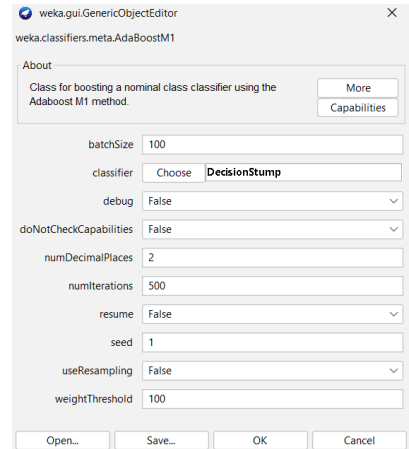 weka.gui.GenericObjectEditor
weka.classifiers.meta.AdaBoostM1
About
Class for boosting a nominal class classifier using the
Adaboost M1 method.
More
Capabilities
batchSize 100
classifier Choose DecisionStump
debug False
doNotCheckCapabilities False
numDecimalPlaces 2
numIterations 500
resume False
seed 1
useResampling False
weightThreshold 100
Open... Save... OK Cancel